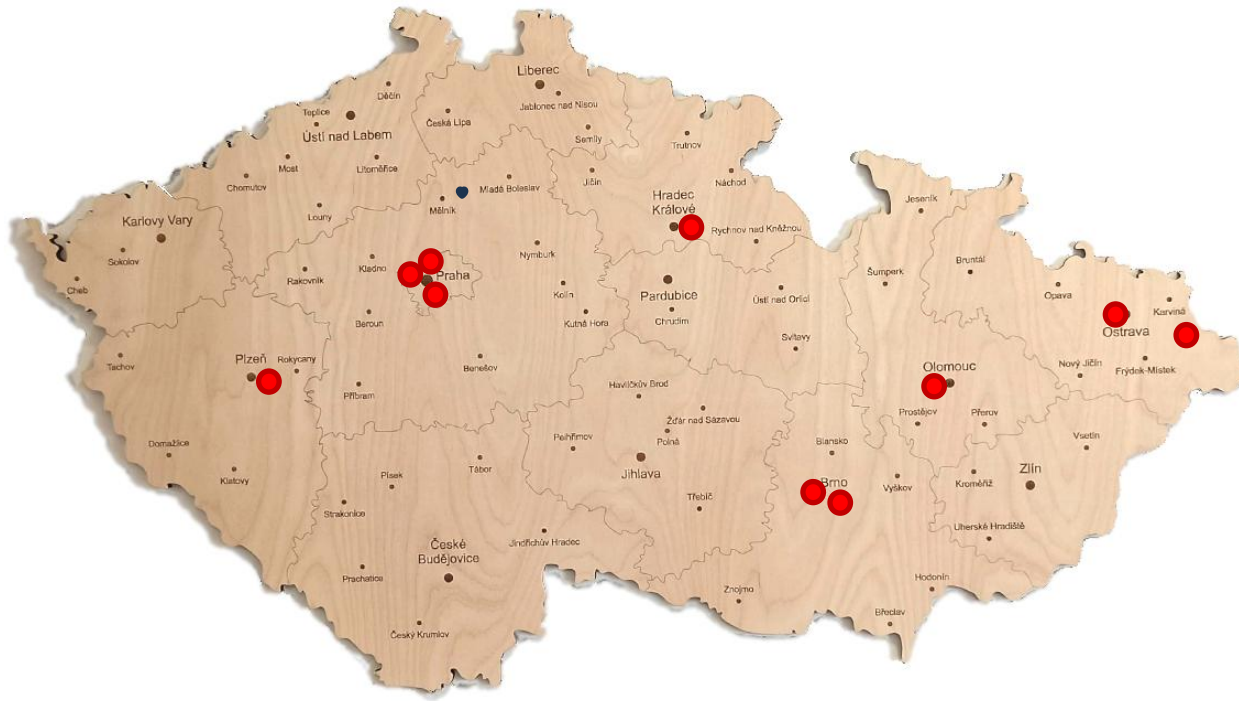 Liberec
Děčín
Jablonec nad Nisou
Teplice
Česká Lípa
Ústí nad Labem
Semily
Trutnov
Most
Litoměřice
Chomutov
Jičín
Náchod
Mladá Boleslav
Mělník
Hradec
Králové
Jeseník
Louny
Karlovy Vary
Rychnov nad Kněžnou
Sokolov
Kladno
Nymburk
Praha
Rakovník
Šumperk
Bruntál
Cheb
Kolín
Pardubice
Ústí nad Orlicí
Opava
Karviná
Beroun
Kutná Hora
Chrudim
Ostrava
Svitavy
Plzeň
Rokycany
Tachov
Benešov
Olomouc
Nový Jičín
Frýdek-Místek
Příbram
Havlíčkův Brod
Žďár nad Sázavou
Prostějov
Přerov
Domažlice
Pelhřimov
Polná
Blansko
Vsetín
Klatovy
Písek
Tábor
Jihlava
Brno
Vyškov
Kroměříž
Zlín
Strakonice
Třebíč
Uherské Hradiště
Jindřichův Hradec
České
Budějovice
Prachatice
Znojmo
Hodonín
Břeclav
Český Krumlov